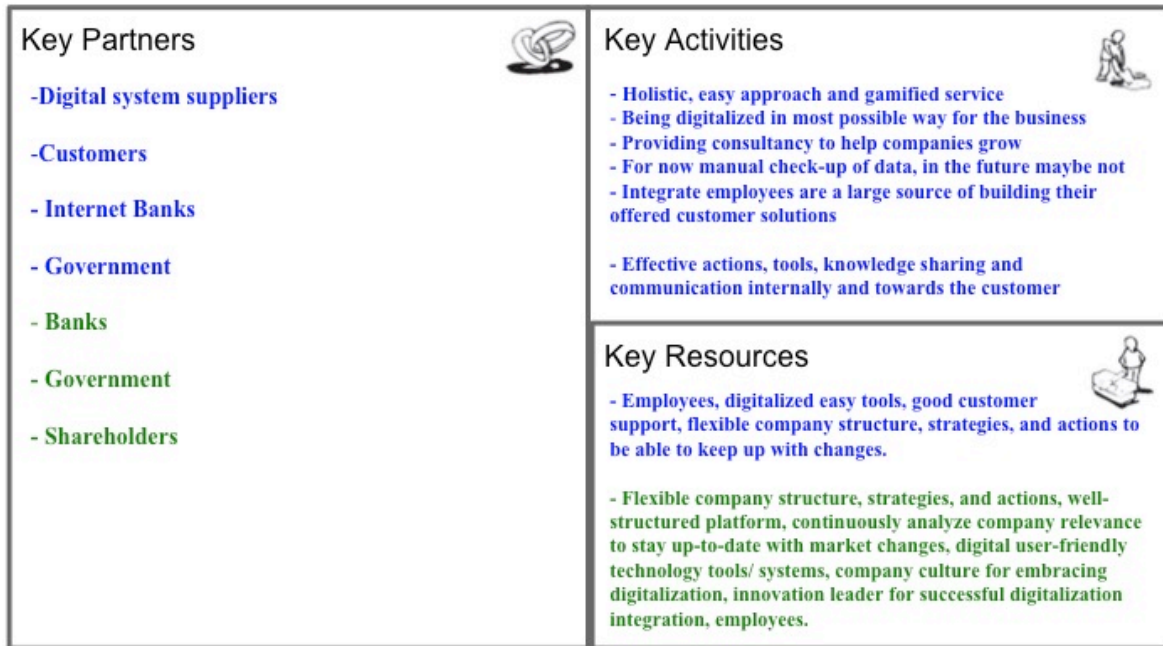 Key Partners
-Digital system suppliers
-Customers
- Internet Banks
- Government
- Banks
- Government
- Shareholders
Key Activities
- Holistic, easy approach and gamified service
- Being digitalized in most possible way for the business
- Providing consultancy to help companies grow
- For now manual check-up of data, in the future maybe not
- Integrate employees are a large source of building their
offered customer solutions
- Effective actions, tools, knowledge sharing and
communication internally and towards the customer
Key Resources
- Employees, digitalized easy tools, good customer
support, flexible company structure, strategies, and actions to
be able to keep up with changes.
- Flexible company structure, strategies, and actions, well-
structured platform, continuously analyze company relevance
to stay up-to-date with market changes, digital user-friendly
technology tools/ systems, company culture for embracing
digitalization, innovation leader for successful digitalization
integration, employees.